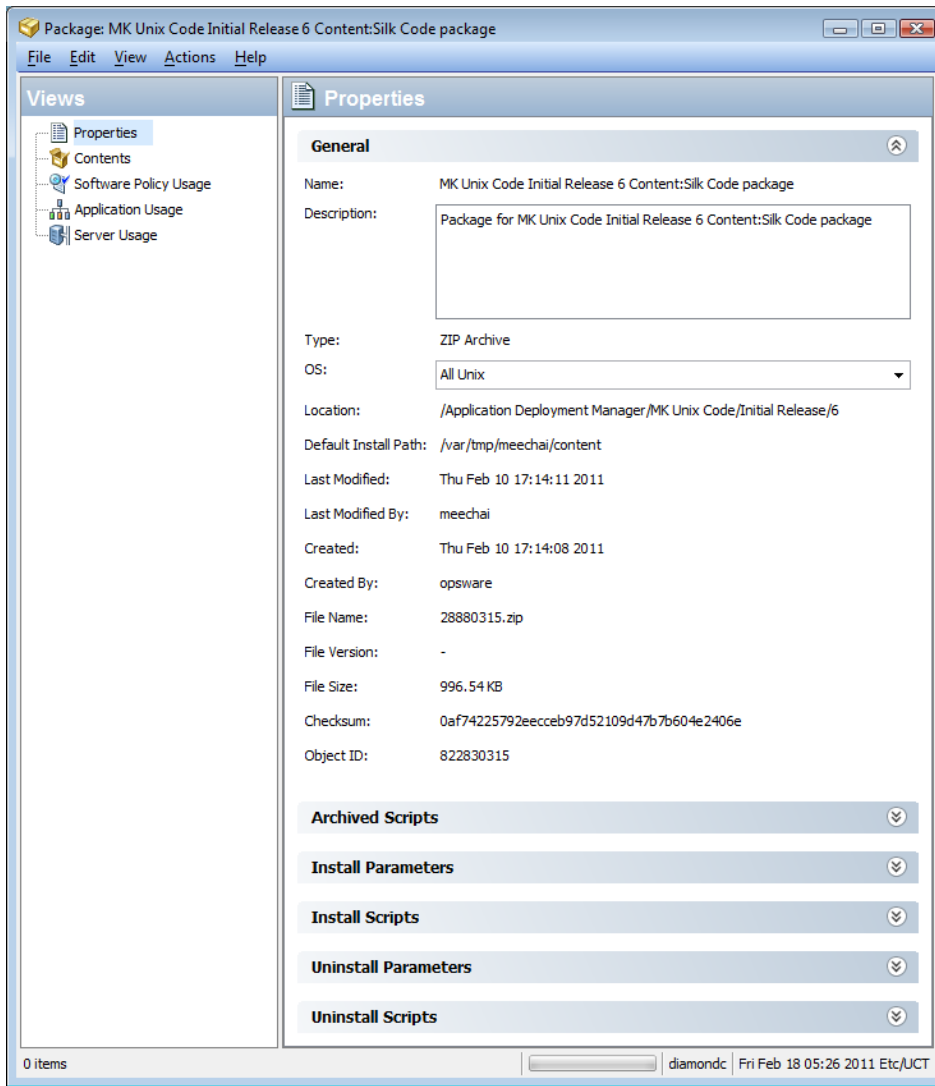 Package: MK Unix Code Initial Release 6 Content:Silk Code package
File Edit View Actions Help
Views
Properties
Contents
Software Policy Usage
Application Usage
Server Usage
Properties
General
Name: MK Unix Code Initial Release 6 Content:Silk Code package
Description: Package for MK Unix Code Initial Release 6 Content:Silk Code package
Type: ZIP Archive
OS: All Unix
Location: /Application Deployment Manager/MK Unix Code/Initial Release/6
Default Install Path: /var/tmp/meechai/content
Last Modified: Thu Feb 10 17:14:11 2011
Last Modified By: meechai
Created: Thu Feb 10 17:14:08 2011
Created By: opsware
File Name: 28880315.zip
File Version: -
File Size: 996.54 KB
Checksum: 0af74225792eecceb97d52109d47b7b604e2406e
Object ID: 822830315
Archived Scripts
Install Parameters
Install Scripts
Uninstall Parameters
Uninstall Scripts
0 items diamondc Fri Feb 18 05:26 2011 Etc/UCT